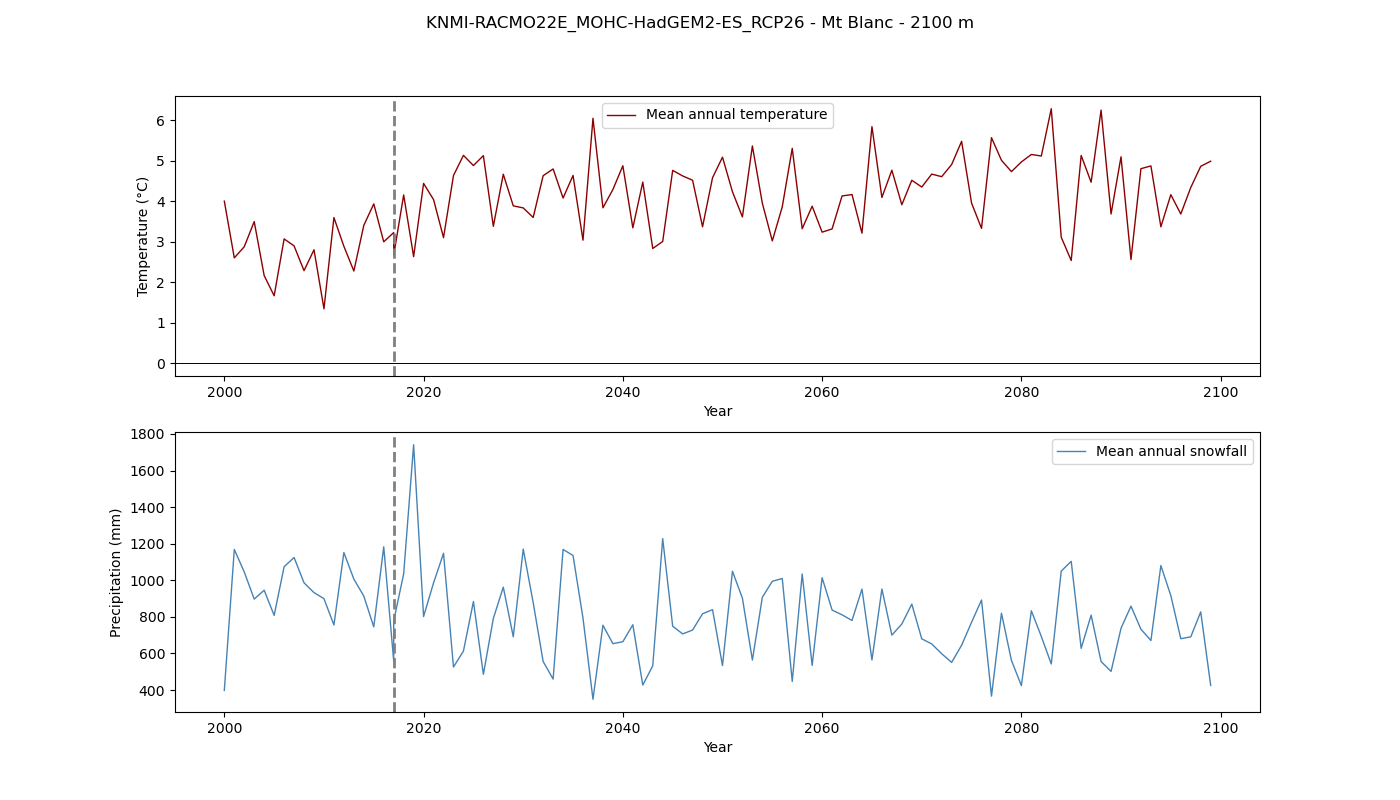 KNMI-RACMO22E_MOHC-HadGEM2-ES_RCP26 - Mt Blanc - 2100 m
Mean annual temperature
Temperature (°C)
6
5
4
3
2
1
0
2000 2020 2040 2060 2080 2100
Year
Mean annual snowfall
Precipitation (mm)
1800
1600
1400
1200
1000
800
600
400
2000 2020 2040 2060 2080 2100
Year